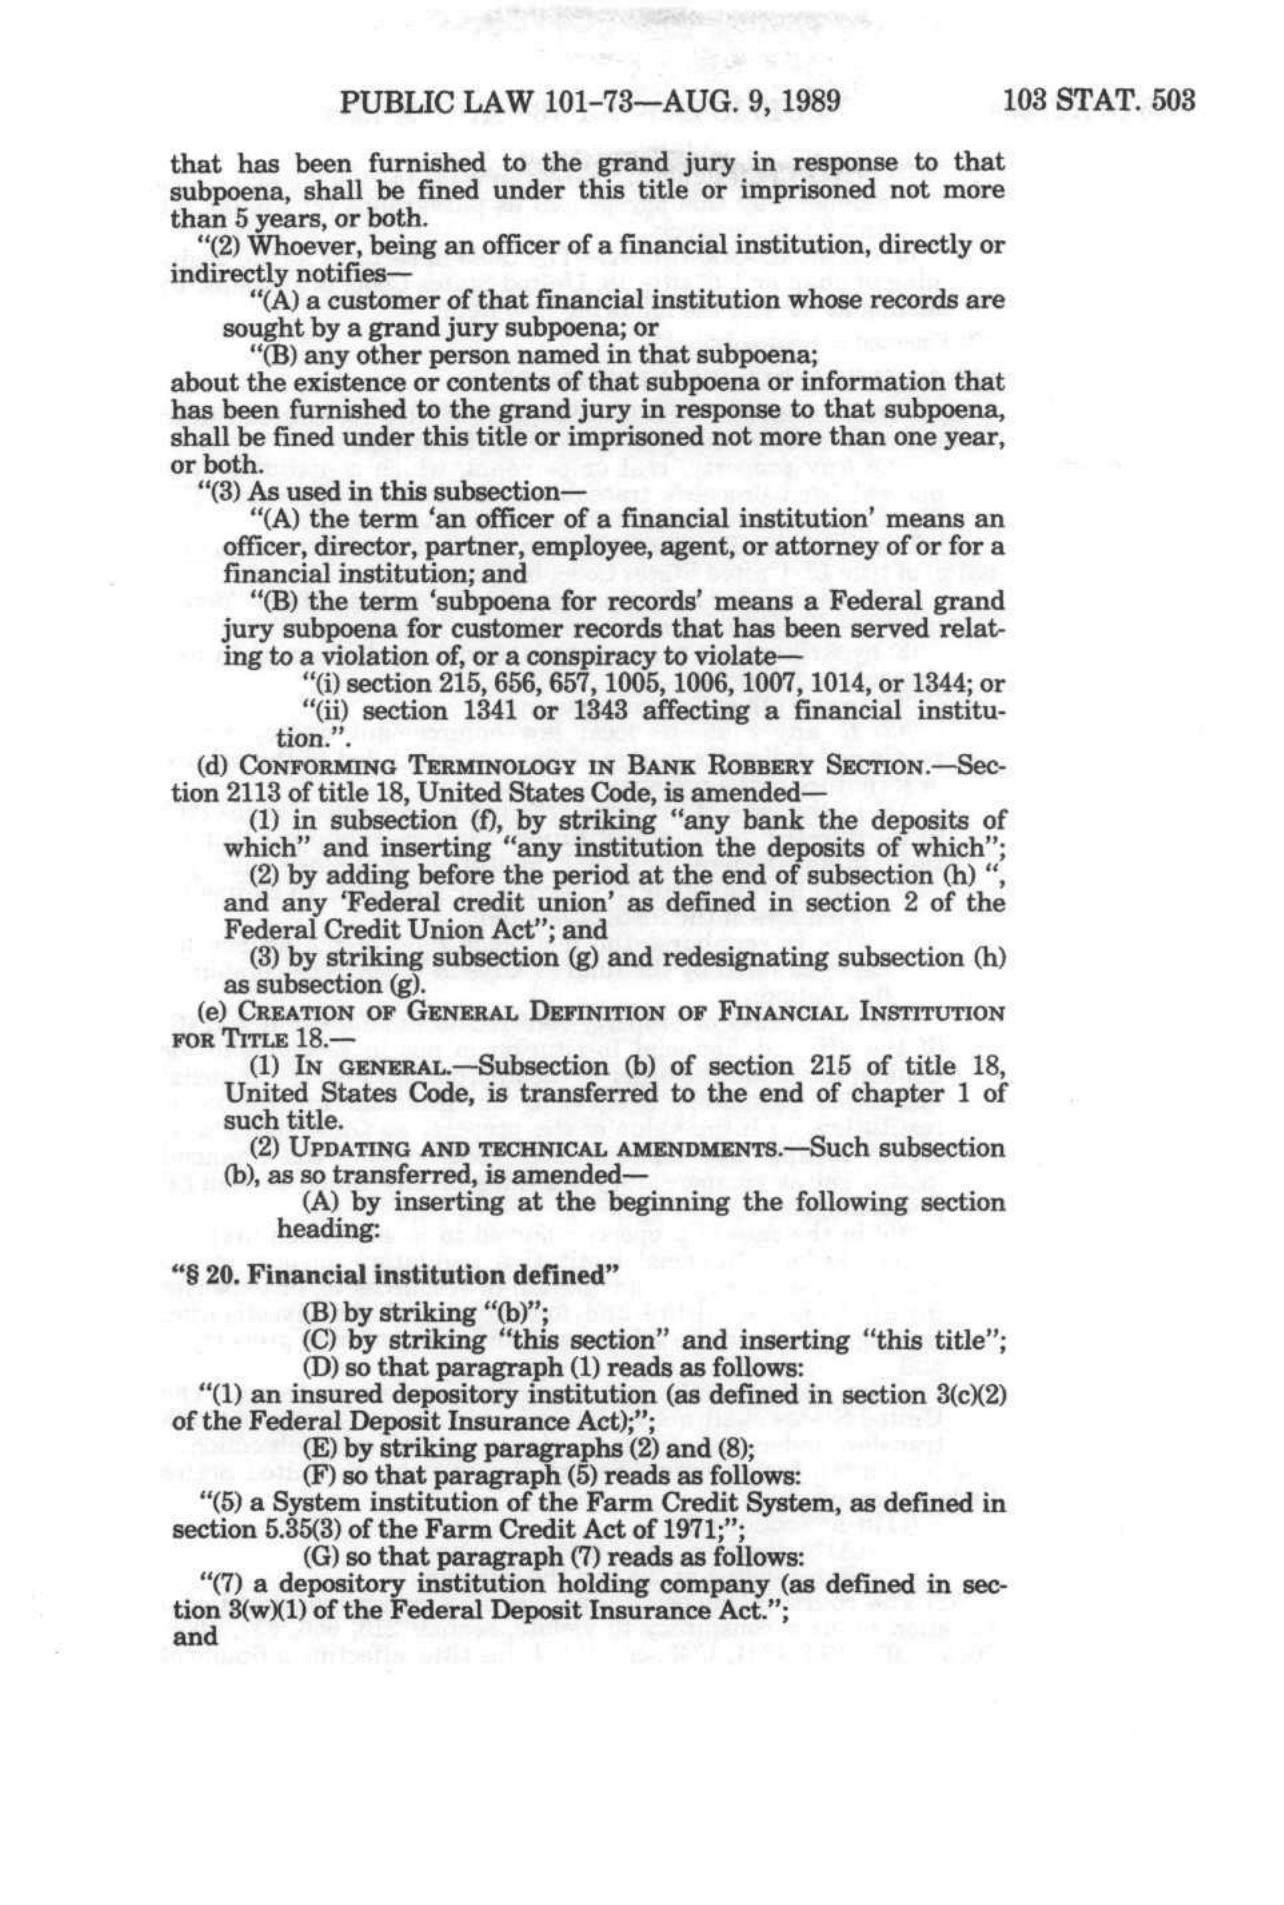 PUBLIC LAW 101-73—AUG. 9, 1989 103 STAT. 503
that has been furnished to the grand jury in response to that
subpoena, shall be fined under this title or imprisoned not more
than 5 years, or both.
"(2) Whoever, being an officer of a financial institution, directly or
indirectly notifies—
"(A) a customer of that financial institution whose records are
sought by a grand jury subpoena; or
"(B) any other person named in that subpoena;
about the existence or contents of that subpoena or information that
has been furnished to the grand jury in response to that subpoena,
shall be fined under this title or imprisoned not more than one year,
or both.
"(3) As used in this subsection—
"(A) the term 'an officer of a financial institution' means an
officer, director, partner, employee, agent, or attorney of or for a
financial institution; and
"(B) the term 'subpoena for records' means a Federal grand
jury subpoena for customer records that has been served relat-
ing to a violation of, or a conspiracy to violate—
"(i) section 215, 656, 657, 1005, 1006, 1007, 1014, or 1344; or
"(ii) section 1341 or 1343 affecting a financial institu-
tion.".
(d) CONFORMING TERMINOLOGY IN BANK ROBBERY SECTION.—Sec-
tion 2113 of title 18, United States Code, is amended—
(1) in subsection (f), by striking "any bank the deposits of
which" and inserting "any institution the deposits of which";
(2) by adding before the period at the end of subsection (h) ",
and any 'Federal credit union' as defined in section 2 of the
Federal Credit Union Act"; and
(3) by striking subsection (g) and redesignating subsection (h)
as subsection (g).
(e) CREATION OF GENERAL DEFINITION OF FINANCIAL INSTITUTION
FOR TITLE 18.—
(1) IN GENERAL.—Subsection (b) of section 215 of title 18,
United States Code, is transferred to the end of chapter 1 of
such title.
(2) UPDATING AND TECHNICAL AMENDMENTS.—Such subsection
(b), as so transferred, is amended—
(A) by inserting at the beginning the following section
heading:
"§ 20. Financial institution defined"
(B) by striking "(b)";
(C) by striking "this section" and inserting "this title";
(D) so that paragraph (1) reads as follows:
"(1) an insured depository institution (as defined in section 3(c)(2)
of the Federal Deposit Insurance Act);";
(E) by striking paragraphs (2) and (8);
(F) so that paragraph (5) reads as follows:
"(5) a System institution of the Farm Credit System, as defined in
section 5.35(3) of the Farm Credit Act of 1971;";
(G) so that paragraph (7) reads as follows:
"(7) a depository institution holding company (as defined in sec-
tion 3(w)(1) of the Federal Deposit Insurance Act.";
and